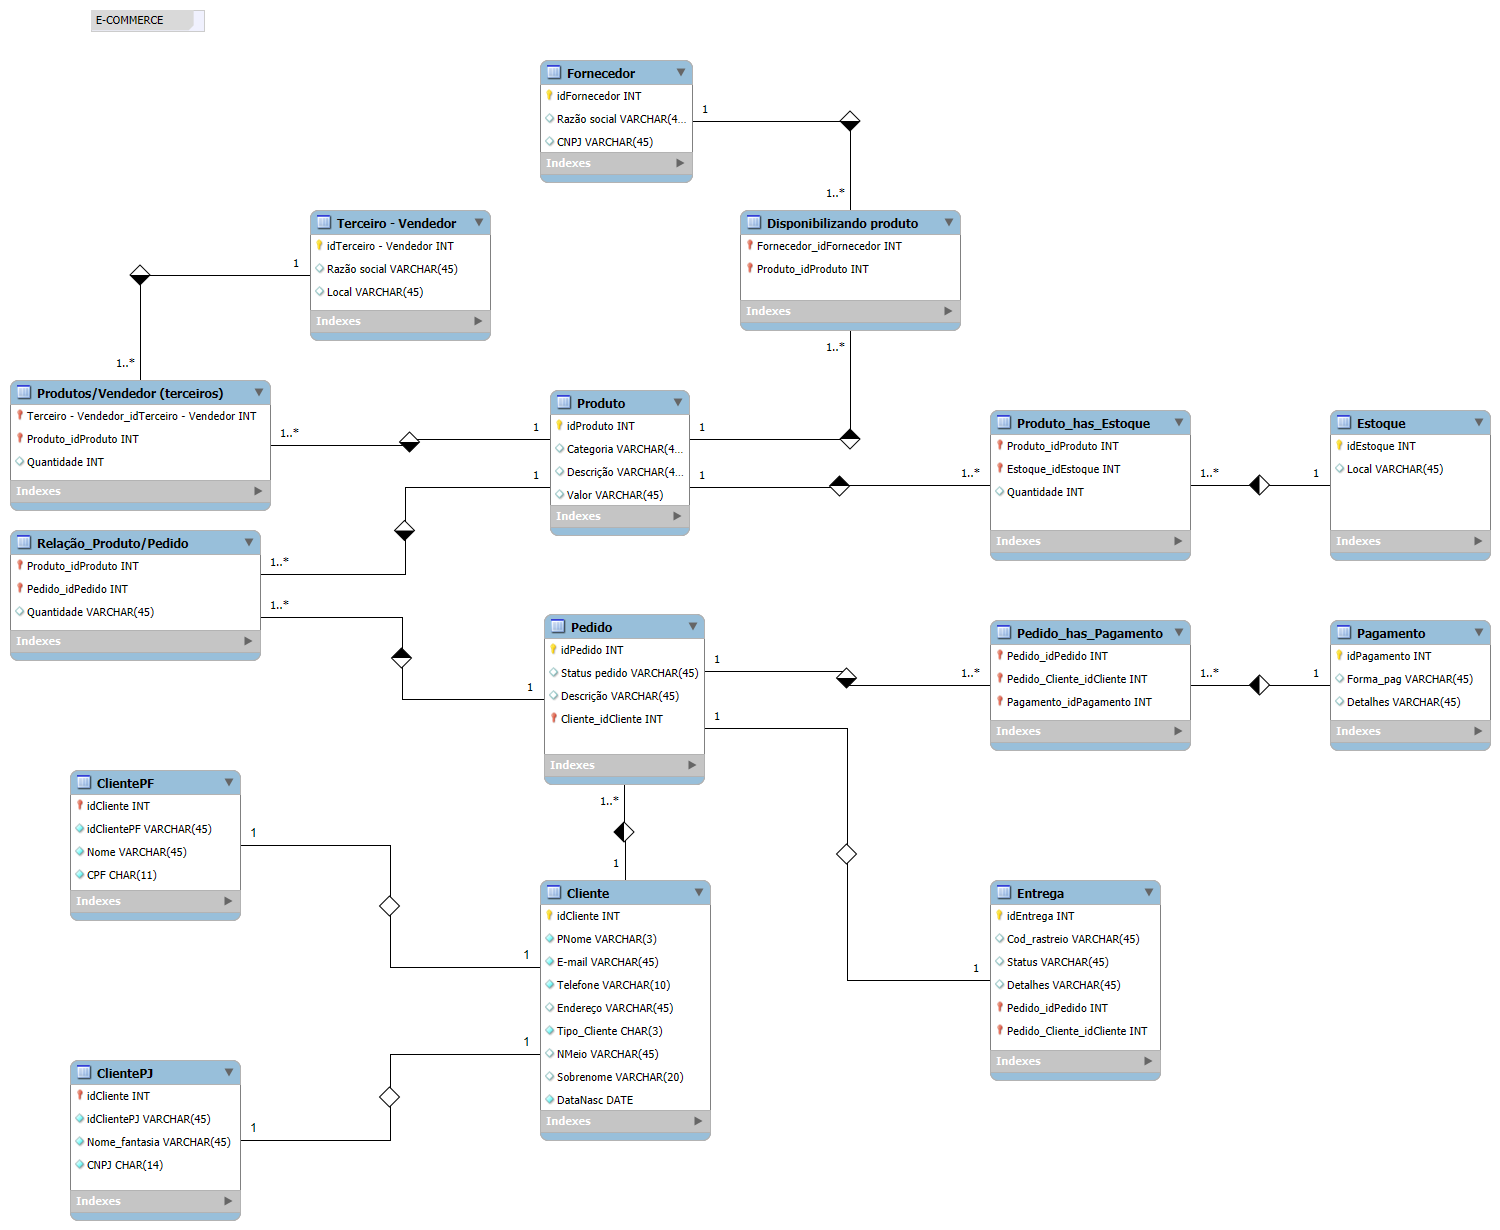 E-COMMERCE
Fornecedor
idFornecedor INT
Razão social VARCHAR(4...
CNPJ VARCHAR(45)
Indexes
1
1..*
Terceiro - Vendedor
idTerceiro - Vendedor INT
Razão social VARCHAR(45)
Local VARCHAR(45)
Indexes
1
1..*
Disponibilizando produto
Fornecedor_idFornecedor INT
Produto_idProduto INT
Indexes
1..*
Produtos/Vendedor (terceiros)
Terceiro - Vendedor_idTerceiro - Vendedor INT
Produto_idProduto INT
Quantidade INT
Indexes
1..*
1
Produto
idProduto INT
Categoria VARCHAR(4...
Descrição VARCHAR(4...
Valor VARCHAR(45)
Indexes
1
1
1
1..*
Produto_has_Estoque
Produto_idProduto INT
Estoque_idEstoque INT
Quantidade INT
Indexes
1..*
1
Estoque
idEstoque INT
Local VARCHAR(45)
Indexes
Relação_Produto/Pedido
Produto_idProduto INT
Pedido_idPedido INT
Quantidade VARCHAR(45)
Indexes
1..*
1..*
1
Pedido
idPedido INT
Status pedido VARCHAR(45)
Descrição VARCHAR(45)
Cliente_idCliente INT
Indexes
1
1
1..*
Pedido_has_Pagamento
Pedido_idPedido INT
Pedido_Cliente_idCliente INT
Pagamento_idPagamento INT
Indexes
1..*
1
Pagamento
idPagamento INT
Forma_pag VARCHAR(45)
Detalhes VARCHAR(45)
Indexes
1..*
1
ClientePF
idCliente INT
idClientePF VARCHAR(45)
Nome VARCHAR(45)
CPF CHAR(11)
Indexes
1
1
Cliente
idCliente INT
PNome VARCHAR(3)
E-mail VARCHAR(45)
Telefone VARCHAR(10)
Endereço VARCHAR(45)
Tipo_Cliente CHAR(3)
NMeio VARCHAR(45)
Sobrenome VARCHAR(20)
DataNasc DATE
Indexes
1
Entrega
idEntrega INT
Cod_rastreio VARCHAR(45)
Status VARCHAR(45)
Detalhes VARCHAR(45)
Pedido_idPedido INT
Pedido_Cliente_idCliente INT
Indexes
1
ClientePJ
idCliente INT
idClientePJ VARCHAR(45)
Nome_fantasia VARCHAR(45)
CNPJ CHAR(14)
Indexes
1